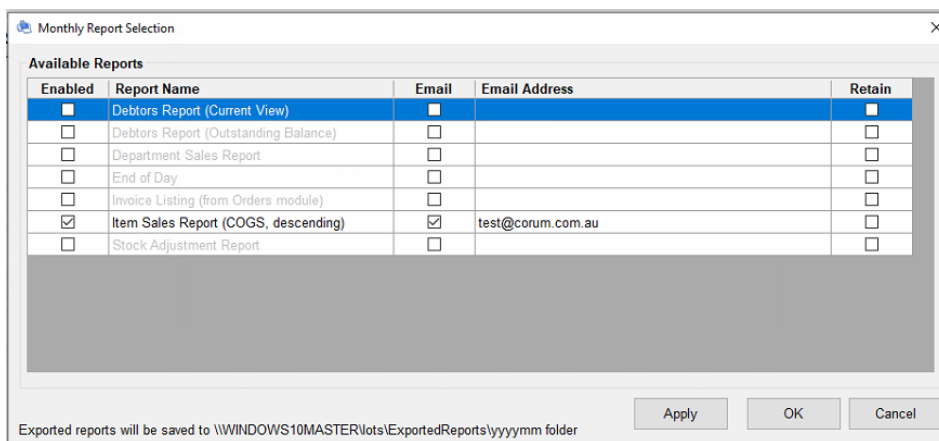 Monthly Report Selection
Available Reports
Enabled Report Name Email Email Address Retain
Debtors Report (Current View)
Debtors Report (Outstanding Balance)
Department Sales Report
End of Day
Invoice Listing (from Orders module)
Item Sales Report (COGS, descending) test@corum.com.au
Stock Adjustment Report
Apply OK Cancel
Exported reports will be saved to \\WINDOWS10MASTER\lots\ExportedReports\yyyymm folder